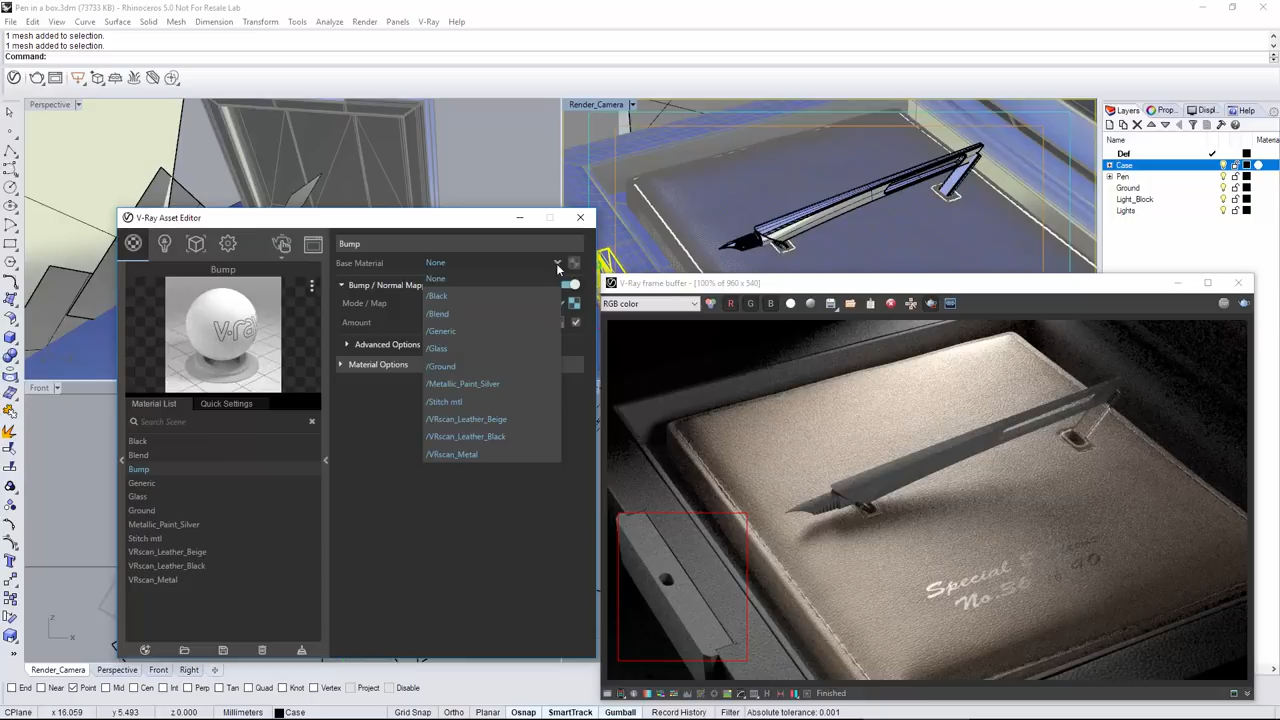 Pen in a box.3dm (73733 KB) - Rhinoceros 5.0 Not For Resale Lab
File Edit View Curve Surface Solid Mesh Dimension Transform Tools Analyze Render Panels V-Ray Help
1 mesh added to selection.
1 mesh added to selection.
Command:
Perspective
Render_Camera
Layers Prop... Displ... Help
Name Materia
Def
Case
Pen
Ground
Light_Block
Lights
V-Ray Asset Editor
Bump
Bump
Base Material None
None
/Black
/Blend
/Generic
/Glass
/Ground
/Metallic_Paint_Silver
/Stitch mtl
/VRscan_Leather_Beige
/VRscan_Leather_Black
/VRscan_Metal
Bump / Normal Map
Mode / Map
Amount
Advanced Options
Material Options
v·ra
Material List Quick Settings
Search Scene
Black
Blend
Bump
Generic
Glass
Ground
Metallic_Paint_Silver
Stitch mtl
VRscan_Leather_Beige
VRscan_Leather_Black
VRscan_Metal
Front
z
x
V-Ray frame buffer - [100% of 960 x 540]
RGB color R G B
Special
Finished
Render_Camera Perspective Front Right
End Near Point Mid Cen Int Perp Tan Quad Knot Vertex Project Disable
CPlane x 16.059 y 5.493 z 0.000 Millimeters Case Grid Snap Ortho Planar Osnap SmartTrack Gumball Record History Filter Absolute tolerance: 0.001